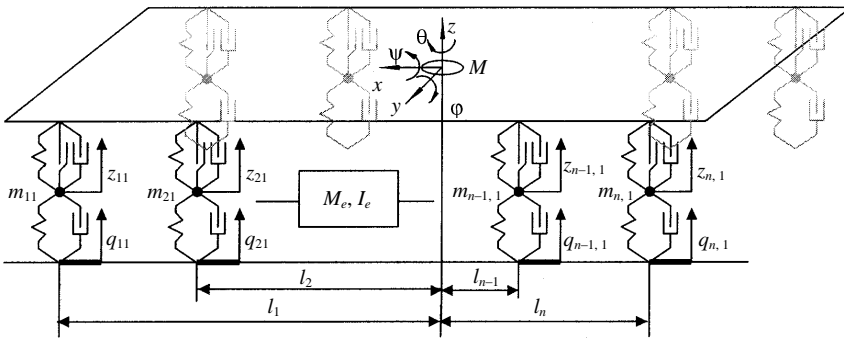 θ z
ψ M
x
y φ
m₁₁ z₁₁ m₂₁ z₂₁ mₙ₋₁, ₁ zₙ₋₁, ₁ mₙ, ₁ zₙ, ₁
Mₑ, Iₑ
q₁₁ q₂₁ qₙ₋₁, ₁ qₙ, ₁
l₂ lₙ₋₁
l₁ lₙ